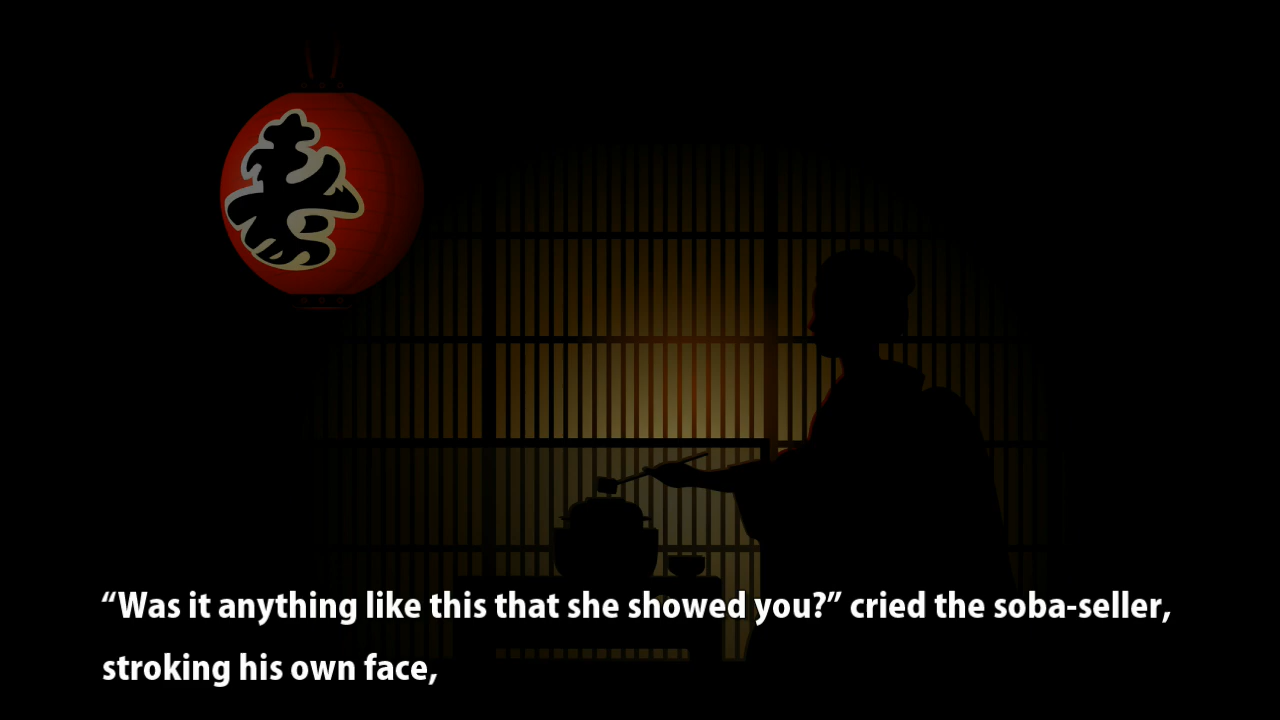 “Was it anything like this that she showed you?” cried the soba-seller,
stroking his own face,